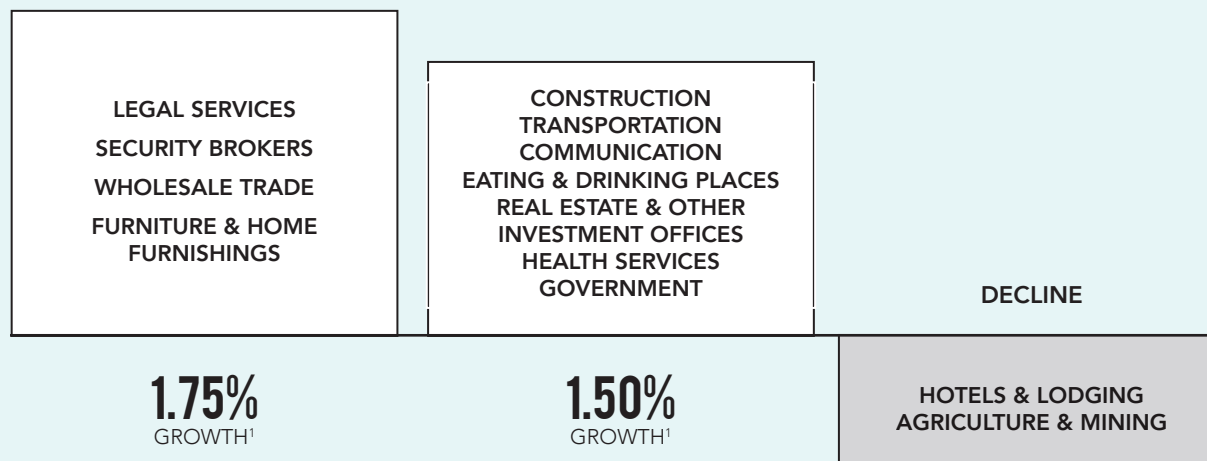 LEGAL SERVICES
SECURITY BROKERS
WHOLESALE TRADE
FURNITURE & HOME
FURNISHINGS
CONSTRUCTION
TRANSPORTATION
COMMUNICATION
EATING & DRINKING PLACES
REAL ESTATE & OTHER
INVESTMENT OFFICES
HEALTH SERVICES
GOVERNMENT
DECLINE
1.75%
GROWTH¹
1.50%
GROWTH¹
HOTELS & LODGING
AGRICULTURE & MINING